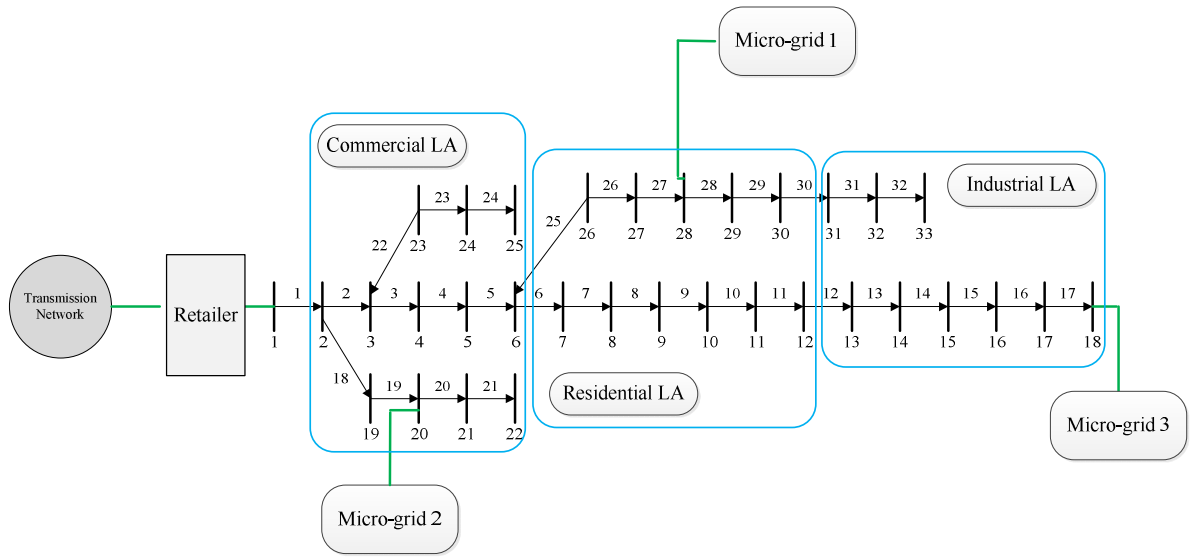 Micro-grid 1
Commercial LA
Industrial LA
23 24
26 27 28 29 30 31 32
22
25
23 24 25
26 27 28 29 30 31 32 33
Transmission
Network
Retailer
1 2 3 4 5 6 7 8 9 10 11 12 13 14 15 16 17
1 2 3 4 5 6 7 8 9 10 11 12 13 14 15 16 17 18
18
19 20 21
Residential LA
19 20 21 22
Micro-grid 3
Micro-grid 2